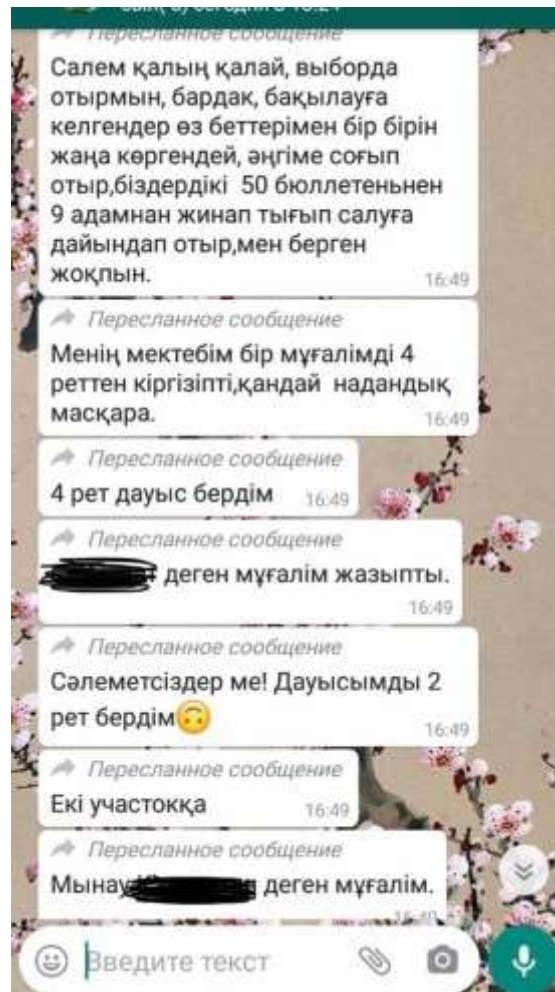 Пересланное сообщение
Салем қалың қалай, выборда
отырмын, бардак, бақылауға
келгендер өз беттерімен бір бірін
жаңа көргендей, әңгіме соғып
отыр,біздердікі 50 бюллетеньнен
9 адамнан жинап тығып салуға
дайындап отыр,мен берген
жоқпын.
16:49
Пересланное сообщение
Менің мектебім бір мұғалімді 4
реттен кіргізіпті,қандай надандық
масқара.
16:49
Пересланное сообщение
4 рет дауыс бердім 16:49
Пересланное сообщение
деген мұғалім жазыпты.
16:49
Пересланное сообщение
Сәлеметсіздер ме! Дауысымды 2
рет бердім🙃
16:49
Пересланное сообщение
Екі участокқа 16:49
Пересланное сообщение
Мынау деген мұғалім.
16:49
Введите текст